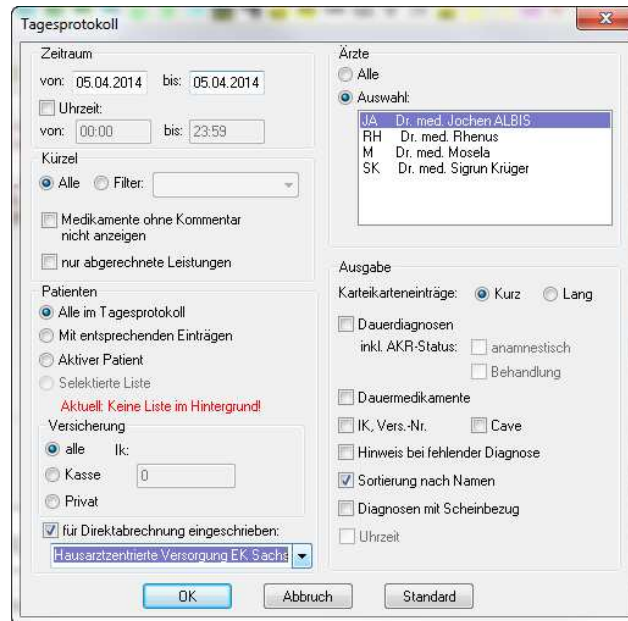 Tagesprotokoll
Zeitraum
von: 05.04.2014 bis: 05.04.2014
Uhrzeit:
von: 00:00 bis: 23:59
Kürzel
Alle Filter:
Medikamente ohne Kommentar
nicht anzeigen
nur abgerechnete Leistungen
Patienten
Alle im Tagesprotokoll
Mit entsprechenden Einträgen
Aktiver Patient
Selektierte Liste
Aktuell: Keine Liste im Hintergrund!
Versicherung
alle Ik:
Kasse 0
Privat
für Direktabrechnung eingeschrieben:
Hausarztzentrierte Versorgung EK Sachs
Ärzte
Alle
Auswahl:
JA Dr. med. Jochen ALBIS
RH Dr. med. Rhenus
M Dr. med. Mosela
SK Dr. med. Sigrun Krüger
Ausgabe
Karteikarteneinträge: Kurz Lang
Dauerdiagnosen
inkl. AKR-Status: anamnestisch
Behandlung
Dauermedikamente
IK, Vers.-Nr. Cave
Hinweis bei fehlender Diagnose
Sortierung nach Namen
Diagnosen mit Scheinbezug
Uhrzeit
OK Abbruch Standard